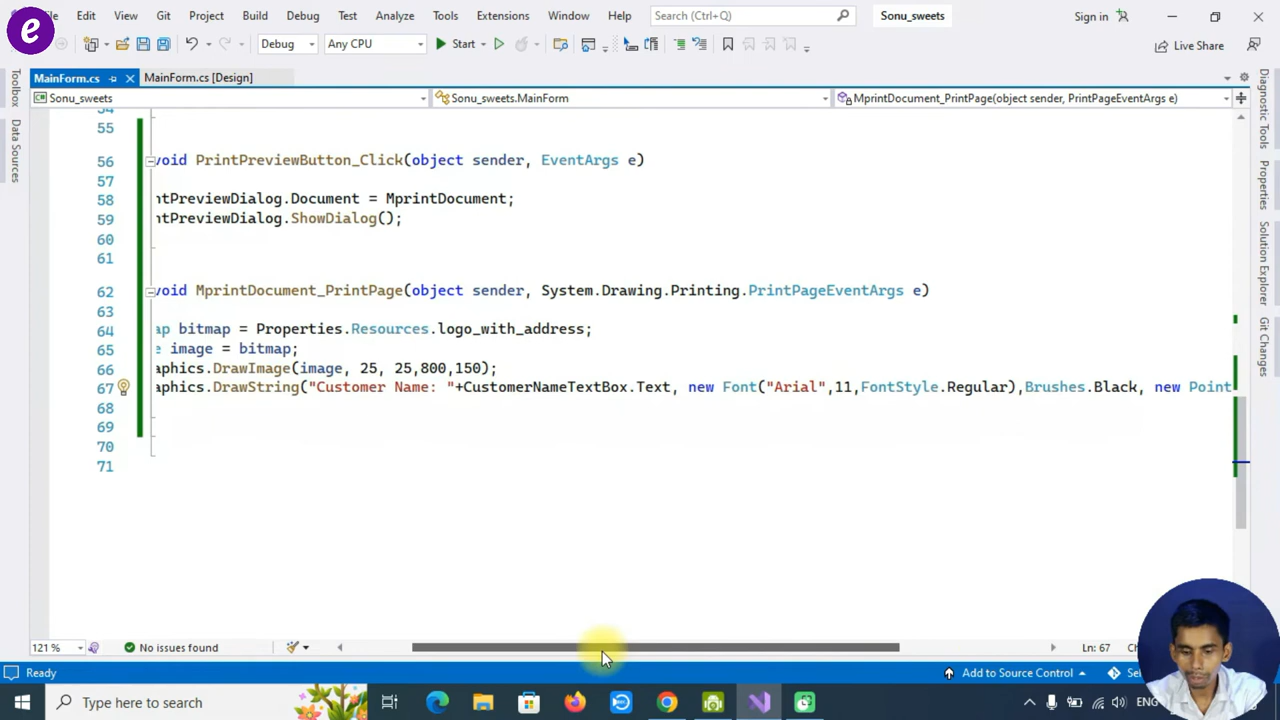 e
File Edit View Git Project Build Debug Test Analyze Tools Extensions Window Help Search (Ctrl+Q) Sonu_sweets Sign in
Debug Any CPU Start Live Share
MainForm.cs MainForm.cs [Design]
Sonu_sweets Sonu_sweets.MainForm MprintDocument_PrintPage(object sender, PrintPageEventArgs e)
Toolbox
Data Sources
Diagnostic Tools
Properties
Solution Explorer
Git Changes
54
55
56 void PrintPreviewButton_Click(object sender, EventArgs e)
57
58 ntPreviewDialog.Document = MprintDocument;
59 ntPreviewDialog.ShowDialog();
60
61
62 void MprintDocument_PrintPage(object sender, System.Drawing.Printing.PrintPageEventArgs e)
63
64 ap bitmap = Properties.Resources.logo_with_address;
65 e image = bitmap;
66 aphics.DrawImage(image, 25, 25,800,150);
67 aphics.DrawString("Customer Name: "+CustomerNameTextBox.Text, new Font("Arial",11,FontStyle.Regular),Brushes.Black, new Point
68
69
70
71
121 % No issues found Ln: 67
Ready Add to Source Control
Type here to search ENG